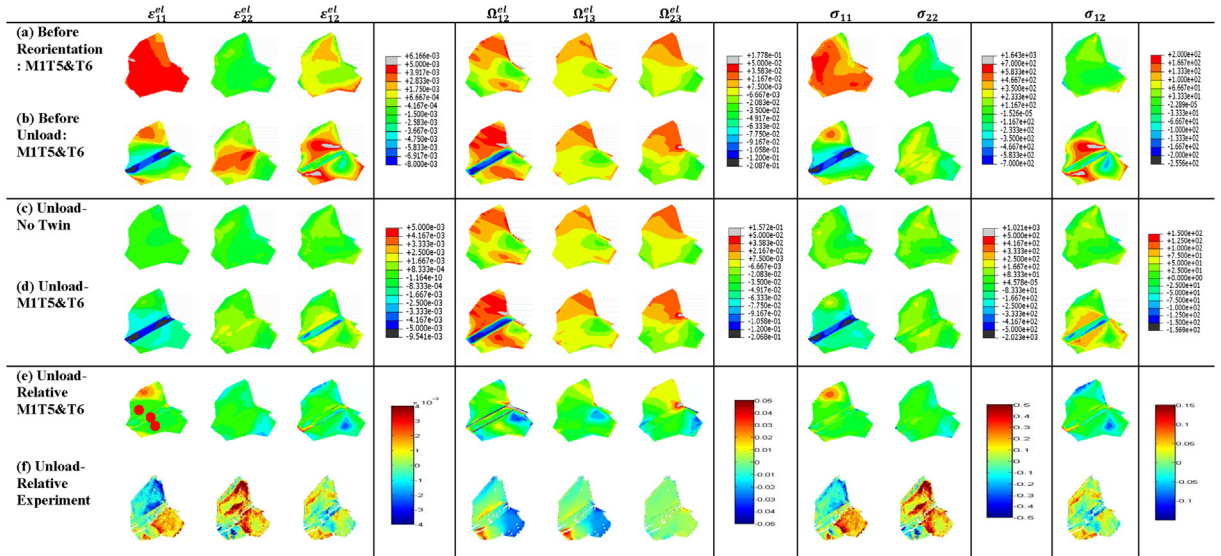 ε₁₁ᵉˡ ε₂₂ᵉˡ ε₁₂ᵉˡ Ω₁₂ᵉˡ Ω₁₃ᵉˡ Ω₂₃ᵉˡ σ₁₁ σ₂₂ σ₁₂
(a) Before
Reorientation
: M1T5&T6
+6.166e-03
+5.000e-03
+3.917e-03
+2.833e-03
+1.750e-03
+6.667e-04
-4.167e-04
-1.500e-03
-2.583e-03
-3.667e-03
-4.750e-03
-5.833e-03
-6.917e-03
-8.000e-03
+1.778e-01
+5.000e-02
+3.583e-02
+2.167e-02
+7.500e-03
-6.667e-03
-2.083e-02
-3.500e-02
-4.917e-02
-6.333e-02
-7.750e-02
-9.167e-02
-1.058e-01
-1.200e-01
-2.087e-01
+1.643e+03
+7.000e+02
+5.833e+02
+4.667e+02
+3.500e+02
+2.333e+02
+1.167e+02
-1.526e-05
-1.167e+02
-2.333e+02
-3.500e+02
-4.667e+02
-5.833e+02
-7.000e+02
+2.000e+02
+1.667e+02
+1.333e+02
+1.000e+02
+6.667e+01
+3.333e+01
-2.289e-05
-3.333e+01
-6.667e+01
-1.000e+02
-1.333e+02
-1.667e+02
-2.000e+02
-2.556e+02
(b) Before
Unload:
M1T5&T6
(c) Unload-
No Twin
+5.000e-03
+4.167e-03
+3.333e-03
+2.500e-03
+1.667e-03
+8.333e-04
-1.164e-10
-8.333e-04
-1.667e-03
-2.500e-03
-3.333e-03
-4.167e-03
-5.000e-03
-9.541e-03
+1.572e-01
+5.000e-02
+3.583e-02
+2.167e-02
+7.500e-03
-6.667e-03
-2.083e-02
-3.500e-02
-4.917e-02
-6.333e-02
-7.750e-02
-9.167e-02
-1.058e-01
-1.200e-01
-2.068e-01
+1.021e+03
+5.000e+02
+4.167e+02
+3.333e+02
+2.500e+02
+1.667e+02
+8.333e+01
+4.578e-05
-8.333e+01
-1.667e+02
-2.500e+02
-3.333e+02
-4.167e+02
-5.000e+02
-2.023e+03
+1.500e+02
+1.250e+02
+1.000e+02
+7.500e+01
+5.000e+01
+2.500e+01
+0.000e+00
-2.500e+01
-5.000e+01
-7.500e+01
-1.000e+02
-1.250e+02
-1.500e+02
-1.569e+02
(d) Unload-
M1T5&T6
(e) Unload-
Relative
M1T5&T6
× 10⁻³
4
3
2
1
0
-1
-2
-3
-4
0.05
0.04
0.03
0.02
0.01
0
-0.01
-0.02
-0.03
-0.04
-0.05
0.5
0.4
0.3
0.2
0.1
0
-0.1
-0.2
-0.3
-0.4
-0.5
0.15
0.1
0.05
0
-0.05
-0.1
(f) Unload-
Relative
Experiment